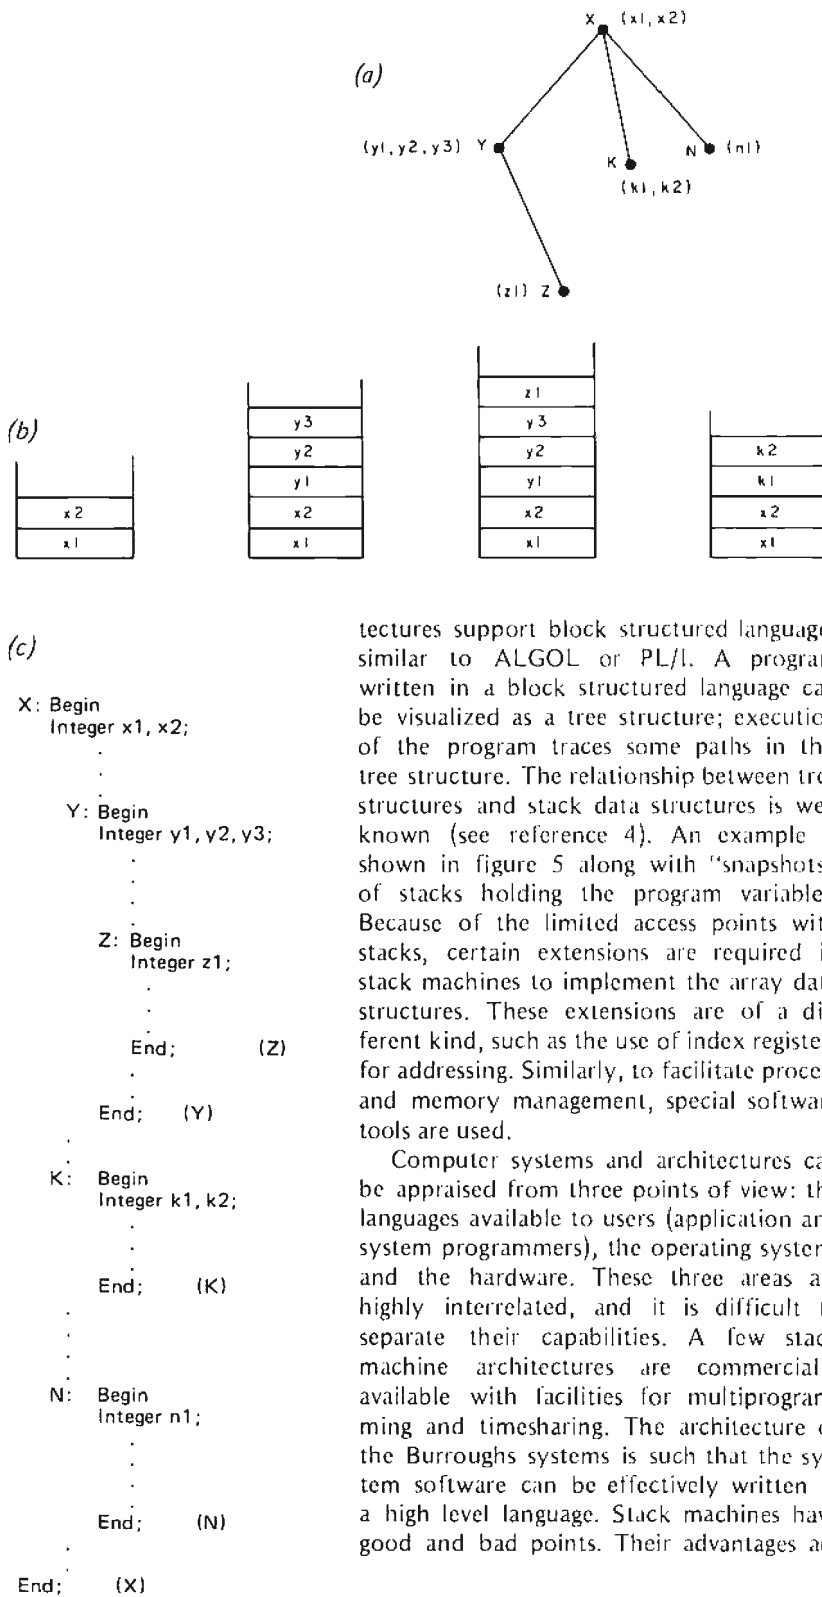 X (x1, x2)
(a)
(y1, y2, y3) Y
K
N (n1)
(k1, k2)
(z1) Z
(b)
x2
x1
y3
y2
y1
x2
x1
z1
y3
y2
y1
x2
x1
k2
k1
x2
x1
(c)
X: Begin
Integer x1, x2;
.
.
.
Y: Begin
Integer y1, y2, y3;
.
.
.
.
Z: Begin
Integer z1;
.
.
.
End; (Z)
.
End; (Y)
.
.
K: Begin
Integer k1, k2;
.
.
.
End; (K)
.
.
.
.
N: Begin
Integer n1;
.
.
.
End; (N)
.
.
End; (X)
tectures support block structured language
similar to ALGOL or PL/I. A program
written in a block structured language ca
be visualized as a tree structure; executio
of the program traces some paths in th
tree structure. The relationship between tre
structures and stack data structures is we
known (see reference 4). An example
shown in figure 5 along with "snapshots
of stacks holding the program variable
Because of the limited access points wit
stacks, certain extensions are required i
stack machines to implement the array dat
structures. These extensions are of a di
ferent kind, such as the use of index registe
for addressing. Similarly, to facilitate proce
and memory management, special softwar
tools are used.
Computer systems and architectures ca
be appraised from three points of view: th
languages available to users (application an
system programmers), the operating system
and the hardware. These three areas a
highly interrelated, and it is difficult t
separate their capabilities. A few stac
machine architectures are commercial
available with facilities for multiprogram
ming and timesharing. The architecture o
the Burroughs systems is such that the sy
tem software can be effectively written
a high level language. Stack machines hav
good and bad points. Their advantages a